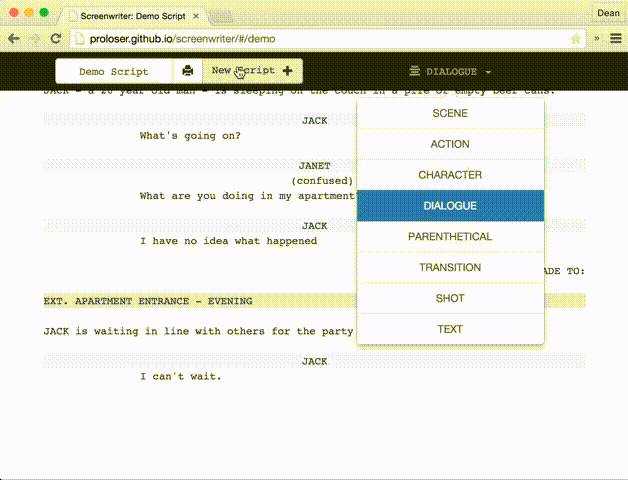 Screenwriter: Demo Script
Dean
proloser.github.io/screenwriter/#/demo
Demo Script
New Script
DIALOGUE
JACK - a 20 year old man - is sleeping on the couch in a pile of empty beer cans.
SCENE
JACK
What's going on?
ACTION
JANET
(confused)
CHARACTER
What are you doing in my apartment
DIALOGUE
JACK
PARENTHETICAL
I have no idea what happened
TRANSITION
ADE TO:
EXT. APARTMENT ENTRANCE - EVENING
SHOT
JACK is waiting in line with others for the party
TEXT
JACK
I can't wait.